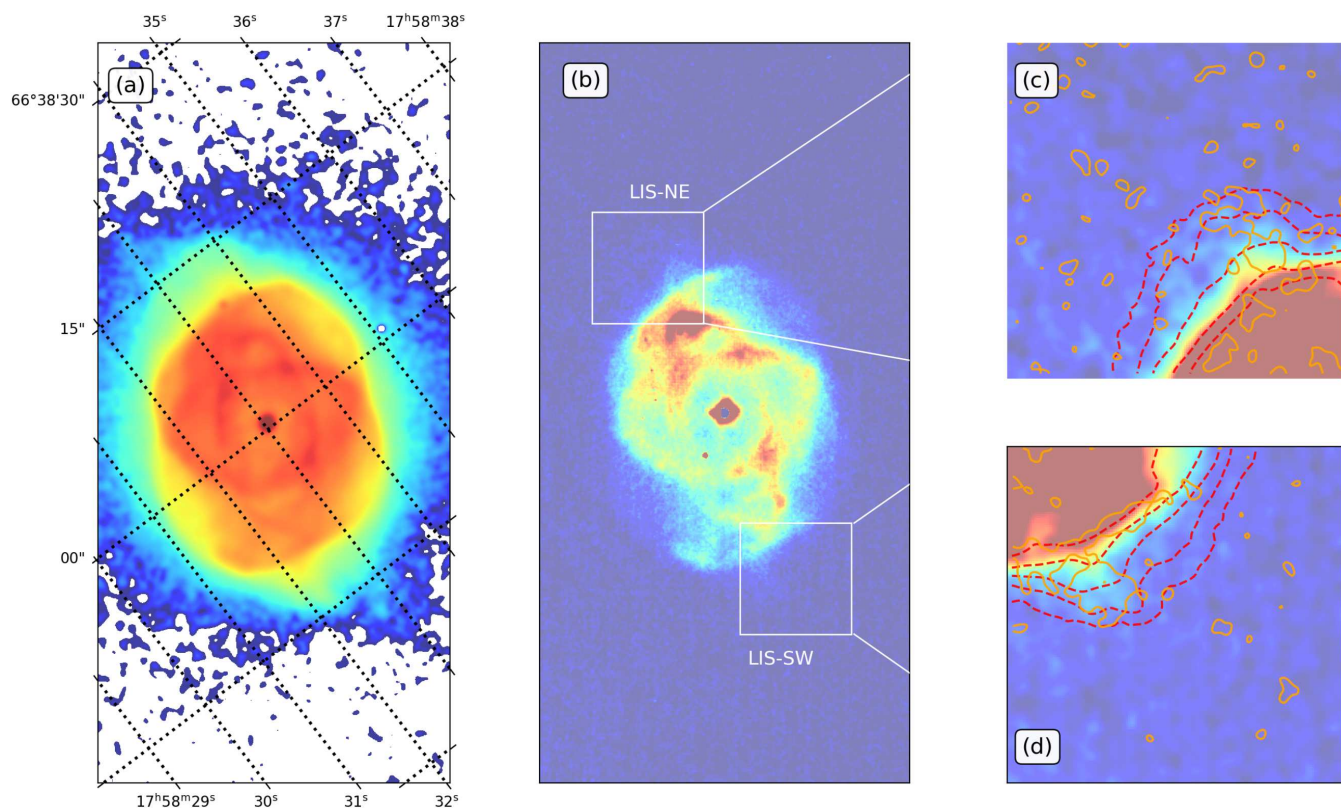 35ˢ 36ˢ 37ˢ 17ʰ58ᵐ38ˢ
(a)
66°38'30"
15"
00"
17ʰ58ᵐ29ˢ 30ˢ 31ˢ 32ˢ
(b)
LIS-NE
LIS-SW
(c)
(d)